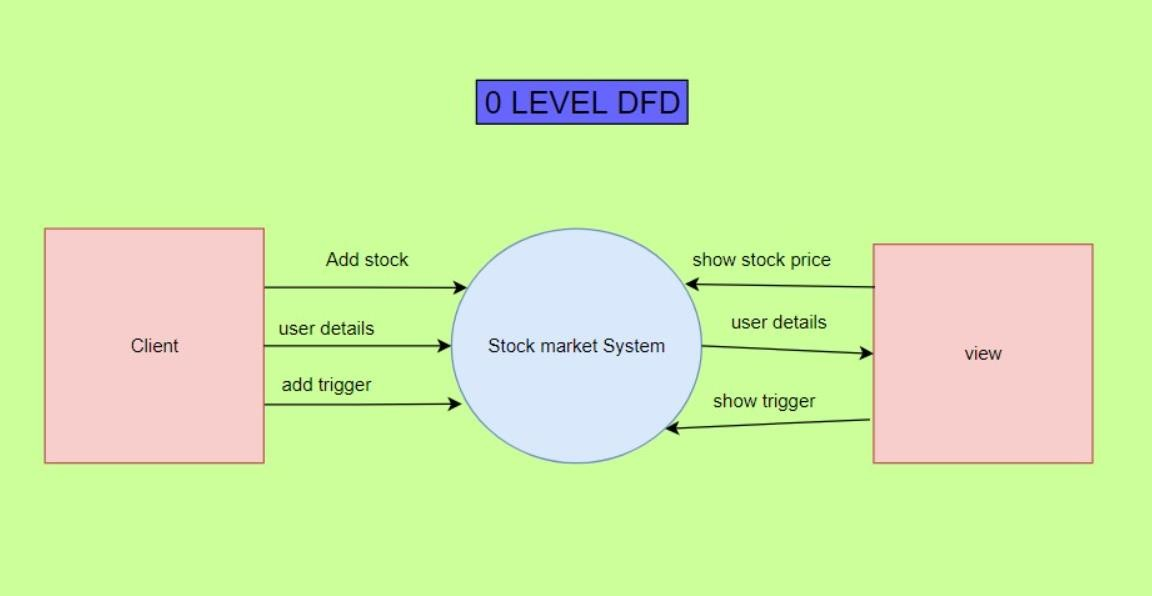 0 LEVEL DFD
Add stock
show stock price
user details
user details
Client
Stock market System
view
add trigger
show trigger